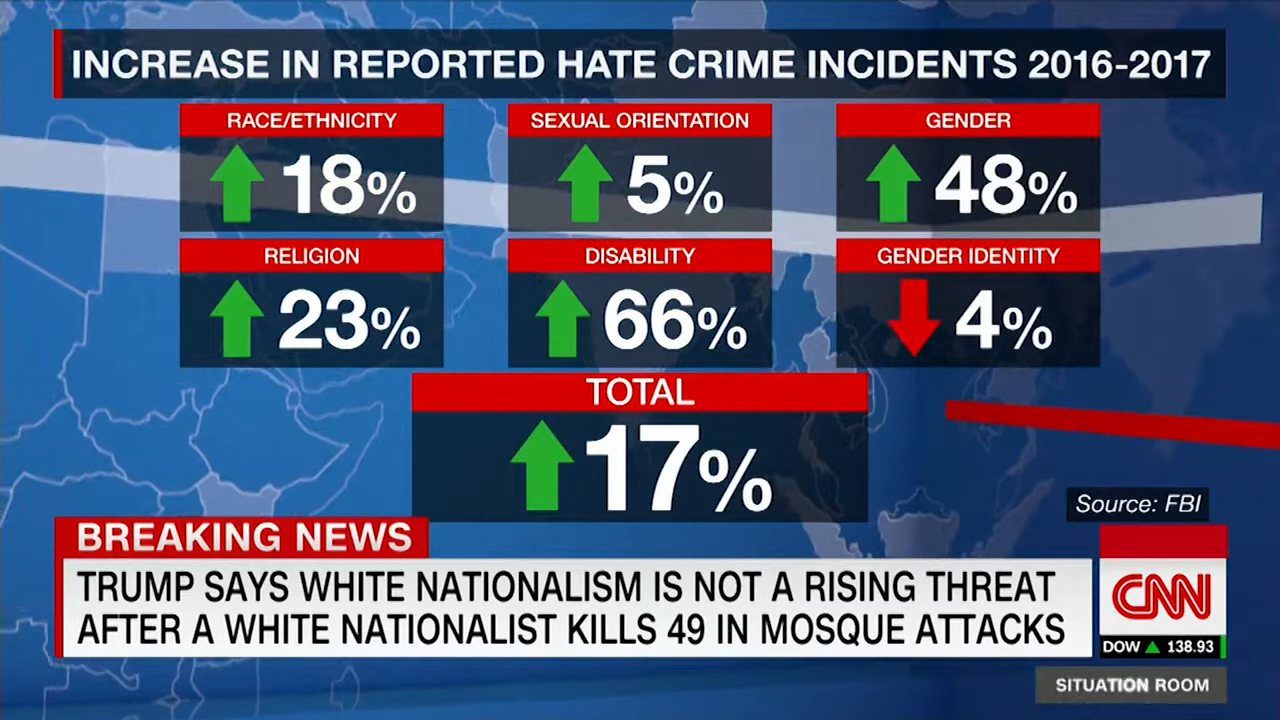 INCREASE IN REPORTED HATE CRIME INCIDENTS 2016-2017
RACE/ETHNICITY
18%
SEXUAL ORIENTATION
5%
GENDER
48%
RELIGION
23%
DISABILITY
66%
GENDER IDENTITY
4%
TOTAL
17%
Source: FBI
BREAKING NEWS
TRUMP SAYS WHITE NATIONALISM IS NOT A RISING THREAT
AFTER A WHITE NATIONALIST KILLS 49 IN MOSQUE ATTACKS
CNN
DOW 138.93
SITUATION ROOM